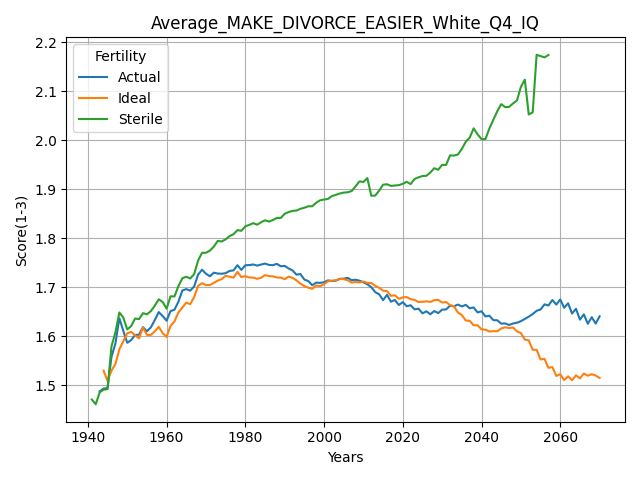 Average_MAKE_DIVORCE_EASIER_White_Q4_IQ
Fertility
Actual
Ideal
Sterile
Score(1-3)
2.2
2.1
2.0
1.9
1.8
1.7
1.6
1.5
1940 1960 1980 2000 2020 2040 2060
Years